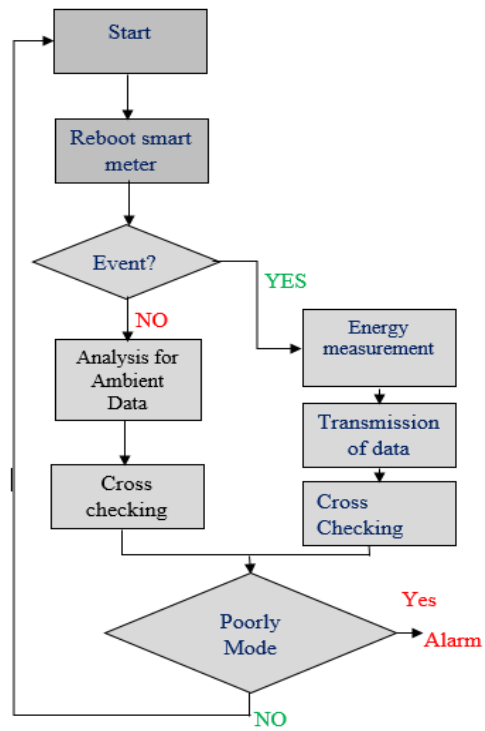 Start
Reboot smart
meter
Event?
YES
NO
Energy
measurement
Analysis for
Ambient
Data
Transmission
of data
Cross
checking
Cross
Checking
Poorly
Mode
Yes
Alarm
NO